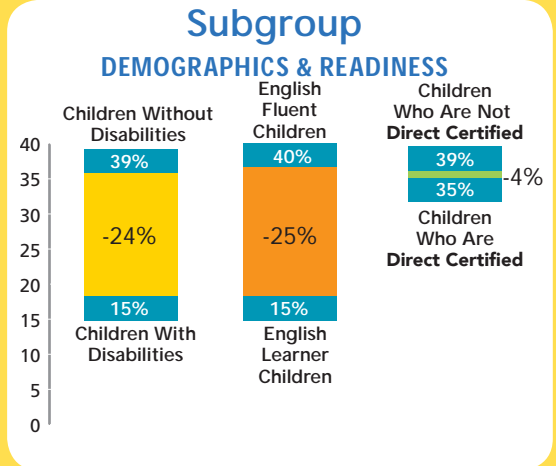 Subgroup
DEMOGRAPHICS & READINESS
Children Without
Disabilities
English
Fluent
Children
Children
Who Are Not
Direct Certified
40
35
30
25
20
15
10
5
0
39%
-24%
15%
Children With
Disabilities
40%
-25%
15%
English
Learner
Children
39%
-4%
35%
Children
Who Are
Direct Certified